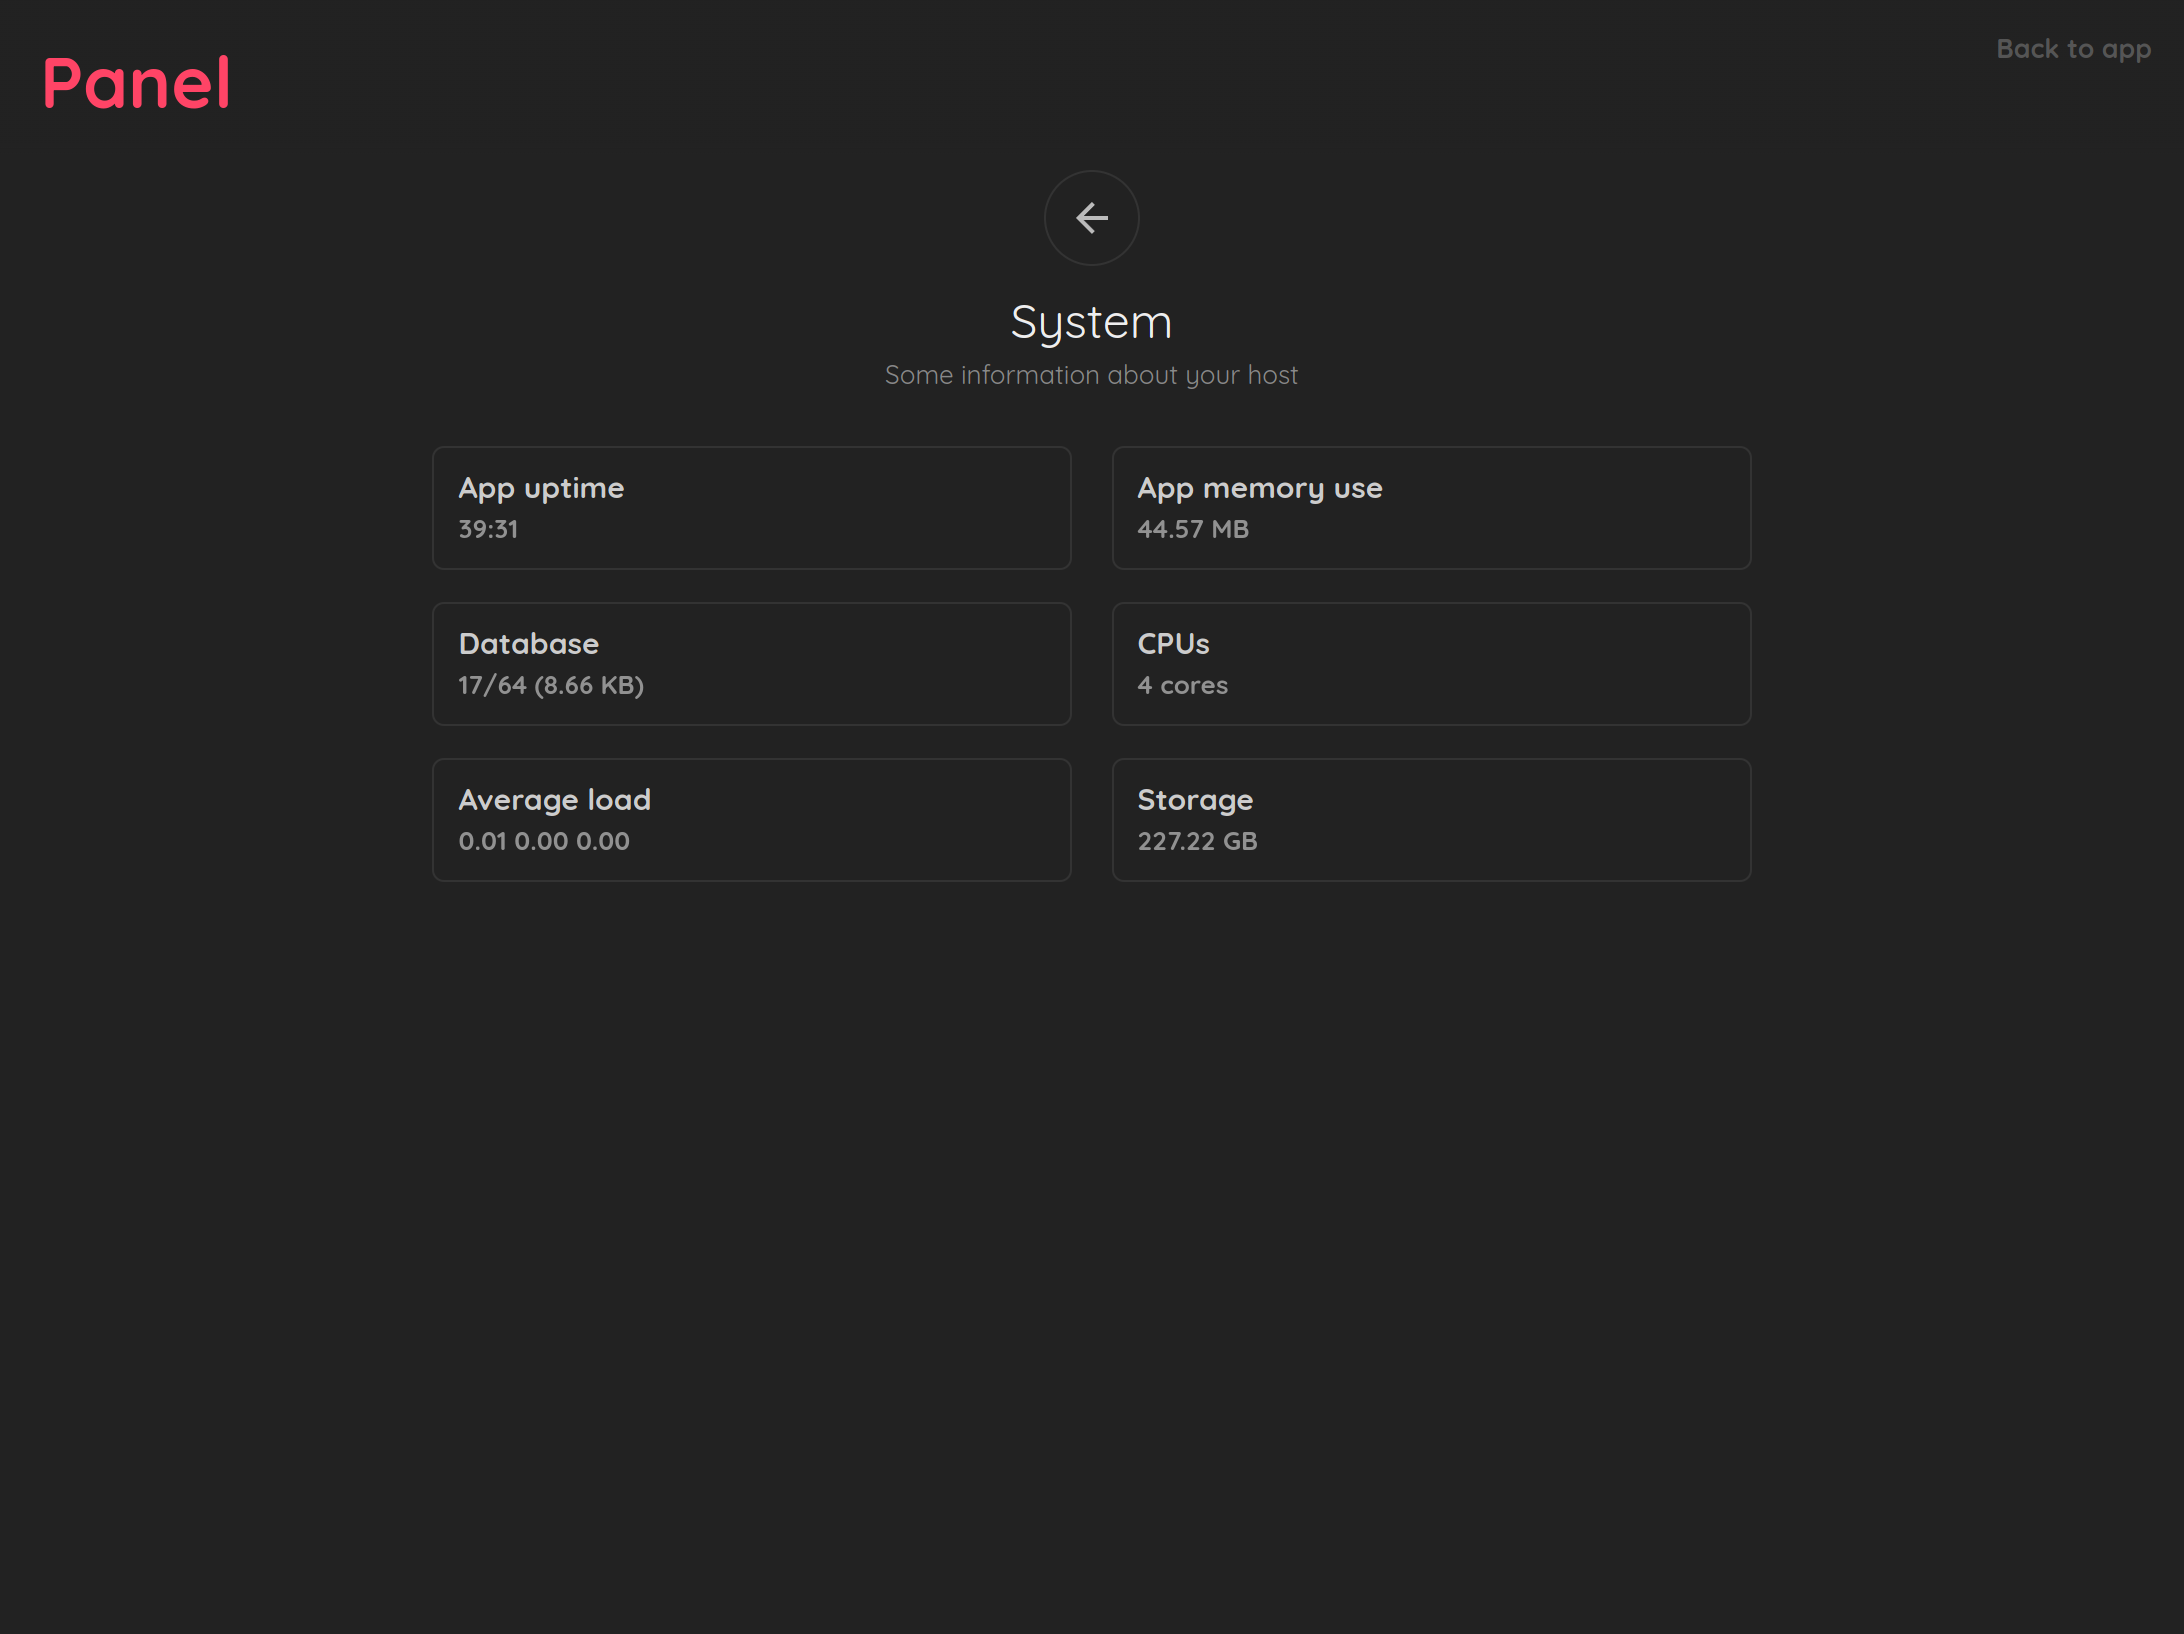 Panel
Back to app
System
Some information about your host
App uptime
39:31
App memory use
44.57 MB
Database
17/64 (8.66 KB)
CPUs
4 cores
Average load
0.01 0.00 0.00
Storage
227.22 GB